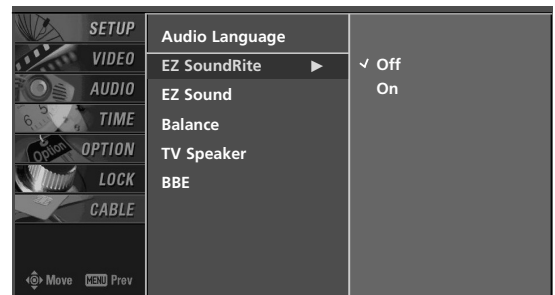 SETUP
VIDEO
AUDIO
TIME
OPTION
LOCK
CABLE
Move MENU Prev
Audio Language
EZ SoundRite ▶
EZ Sound
Balance
TV Speaker
BBE
✓ Off
On